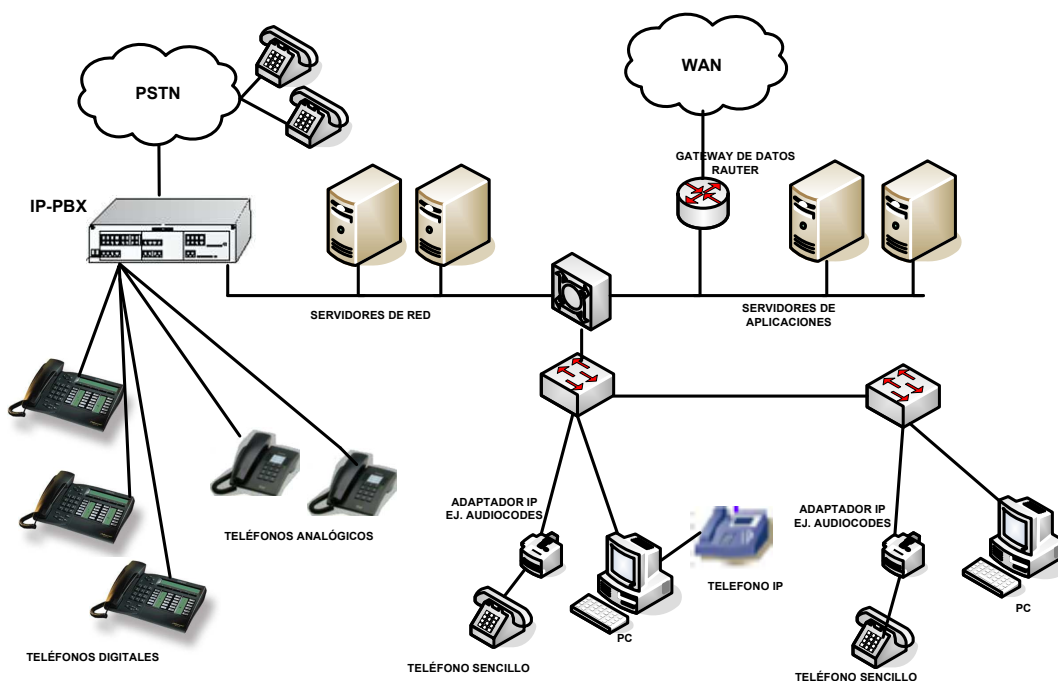 PSTN
WAN
GATEWAY DE DATOS
RAUTER
IP-PBX
SERVIDORES DE RED
SERVIDORES DE
APLICACIONES
ADAPTADOR IP
EJ. AUDIOCODES
ADAPTADOR IP
EJ. AUDIOCODES
TELÉFONOS ANALÓGICOS
TELEFONO IP
PC
PC
TELÉFONOS DIGITALES
TELÉFONO SENCILLO
TELÉFONO SENCILLO